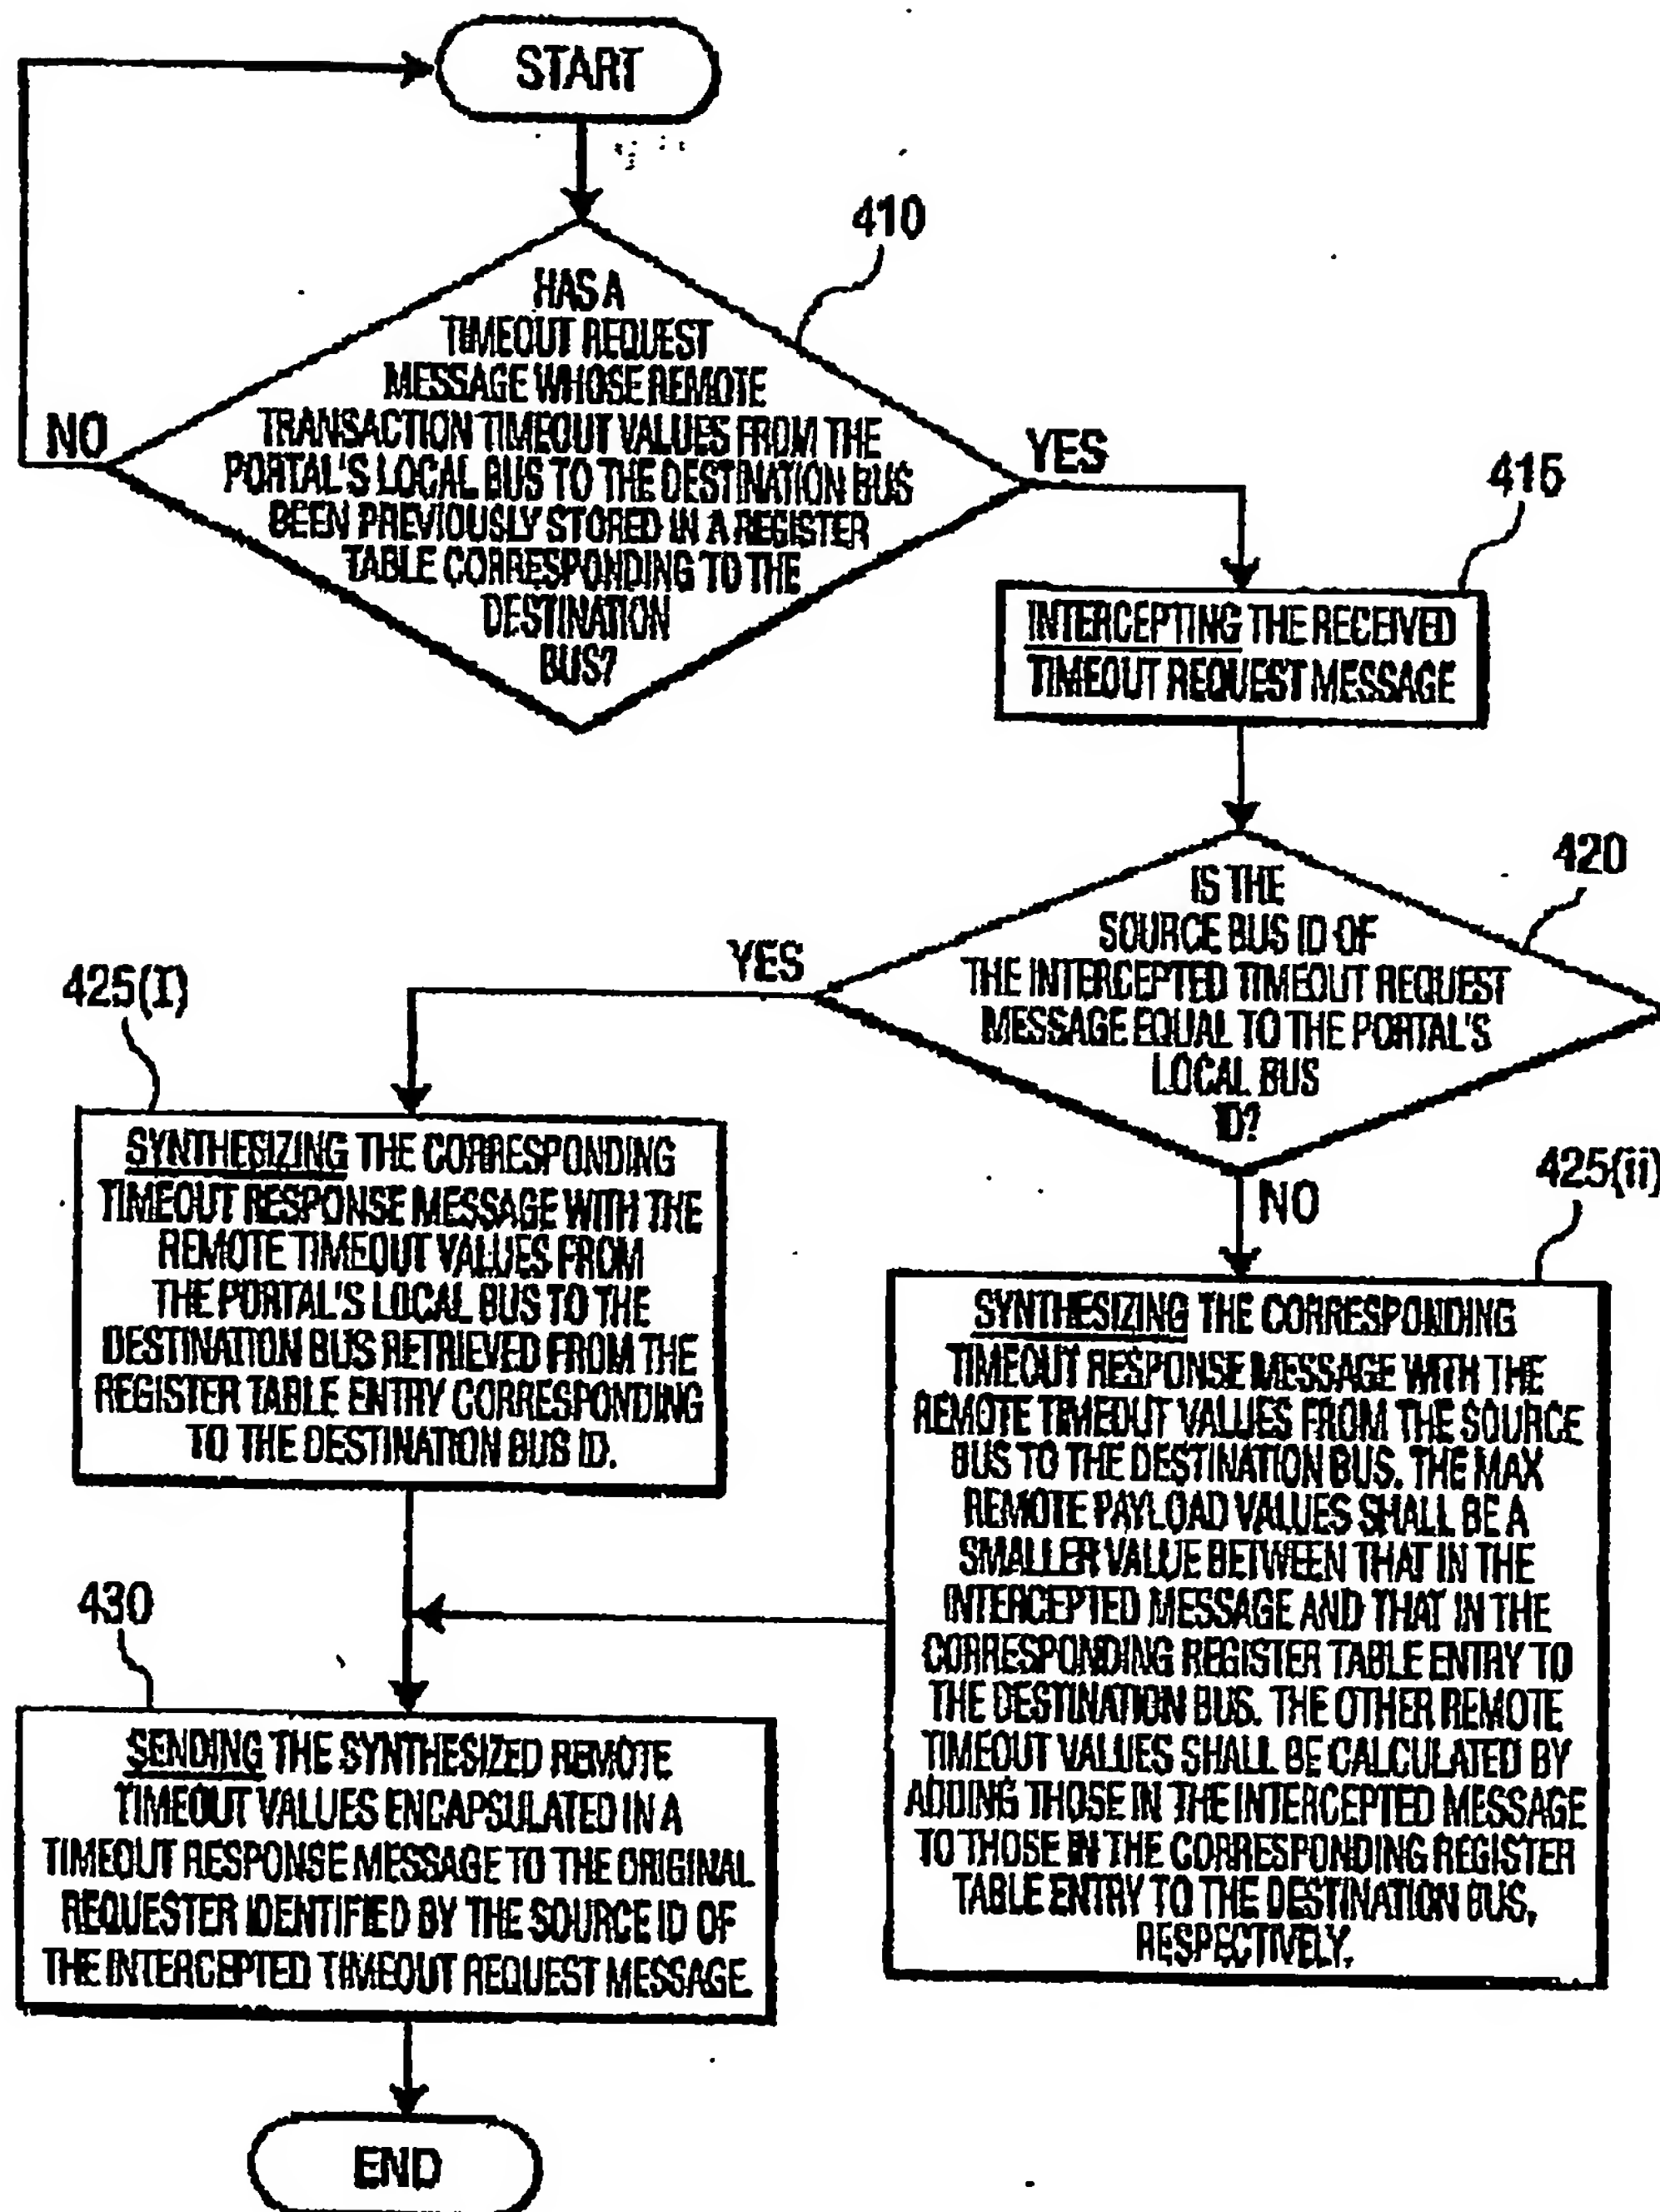 START
410
HAS A
TIMEOUT REQUEST
MESSAGE WHOSE REMOTE
TRANSACTION TIMEOUT VALUES FROM THE
PORTAL'S LOCAL BUS TO THE DESTINATION BUS
BEEN PREVIOUSLY STORED IN A REGISTER
TABLE CORRESPONDING TO THE
DESTINATION
BUS?
NO
YES
415
INTERCEPTING THE RECEIVED
TIMEOUT REQUEST MESSAGE
420
IS THE
SOURCE BUS ID OF
THE INTERCEPTED TIMEOUT REQUEST
MESSAGE EQUAL TO THE PORTAL'S
LOCAL BUS
ID?
YES
NO
425(I)
SYNTHESIZING THE CORRESPONDING
TIMEOUT RESPONSE MESSAGE WITH THE
REMOTE TIMEOUT VALUES FROM
THE PORTAL'S LOCAL BUS TO THE
DESTINATION BUS RETRIEVED FROM THE
REGISTER TABLE ENTRY CORRESPONDING
TO THE DESTINATION BUS ID.
425(ii)
SYNTHESIZING THE CORRESPONDING
TIMEOUT RESPONSE MESSAGE WITH THE
REMOTE TIMEOUT VALUES FROM THE SOURCE
BUS TO THE DESTINATION BUS. THE MAX
REMOTE PAYLOAD VALUES SHALL BE A
SMALLER VALUE BETWEEN THAT IN THE
INTERCEPTED MESSAGE AND THAT IN THE
CORRESPONDING REGISTER TABLE ENTRY TO
THE DESTINATION BUS. THE OTHER REMOTE
TIMEOUT VALUES SHALL BE CALCULATED BY
ADDING THOSE IN THE INTERCEPTED MESSAGE
TO THOSE IN THE CORRESPONDING REGISTER
TABLE ENTRY TO THE DESTINATION BUS,
RESPECTIVELY.
430
SENDING THE SYNTHESIZED REMOTE
TIMEOUT VALUES ENCAPSULATED IN A
TIMEOUT RESPONSE MESSAGE TO THE ORIGINAL
REQUESTER IDENTIFIED BY THE SOURCE ID OF
THE INTERCEPTED TIMEOUT REQUEST MESSAGE.
END